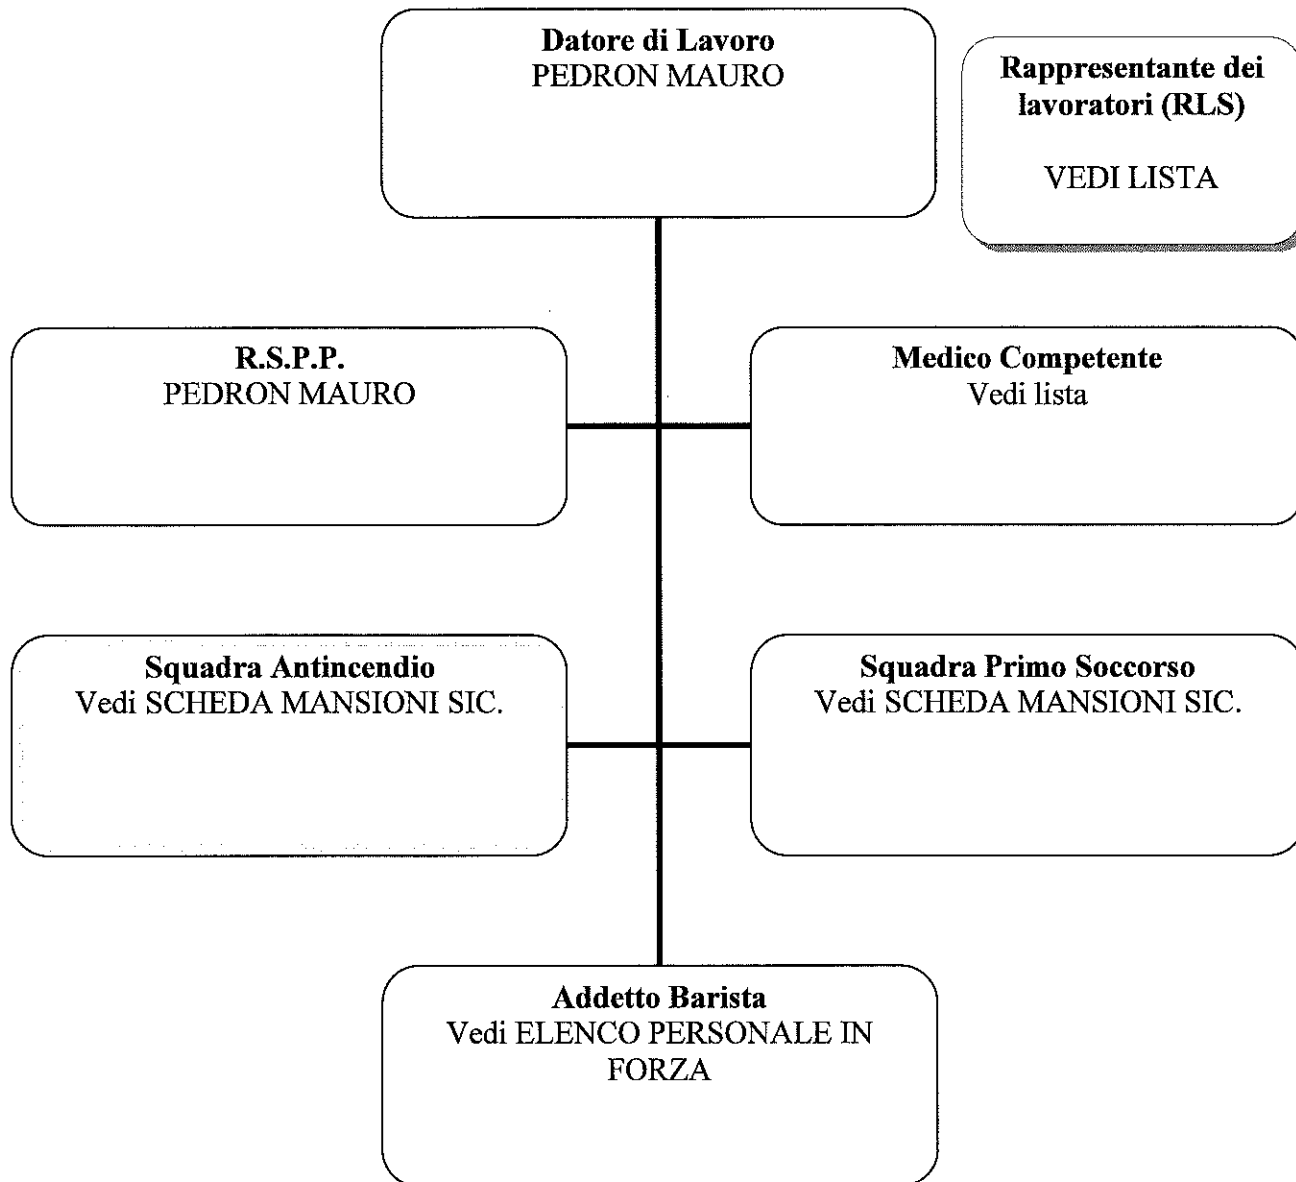 Datore di Lavoro
PEDRON MAURO
Rappresentante dei
lavoratori (RLS)
VEDI LISTA
R.S.P.P.
PEDRON MAURO
Medico Competente
Vedi lista
Squadra Antincendio
Vedi SCHEDA MANSIONI SIC.
Squadra Primo Soccorso
Vedi SCHEDA MANSIONI SIC.
Addetto Barista
Vedi ELENCO PERSONALE IN
FORZA